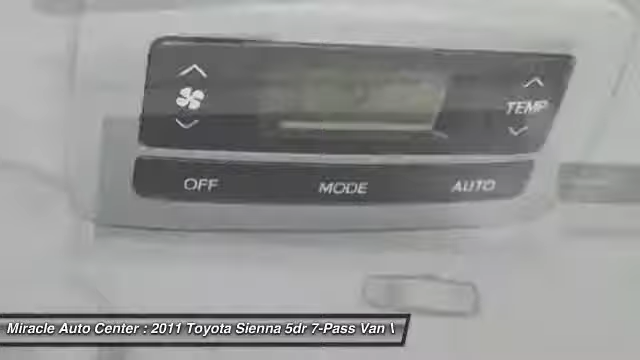 TEMP
OFF MODE AUTO
Miracle Auto Center : 2011 Toyota Sienna 5dr 7-Pass Van \